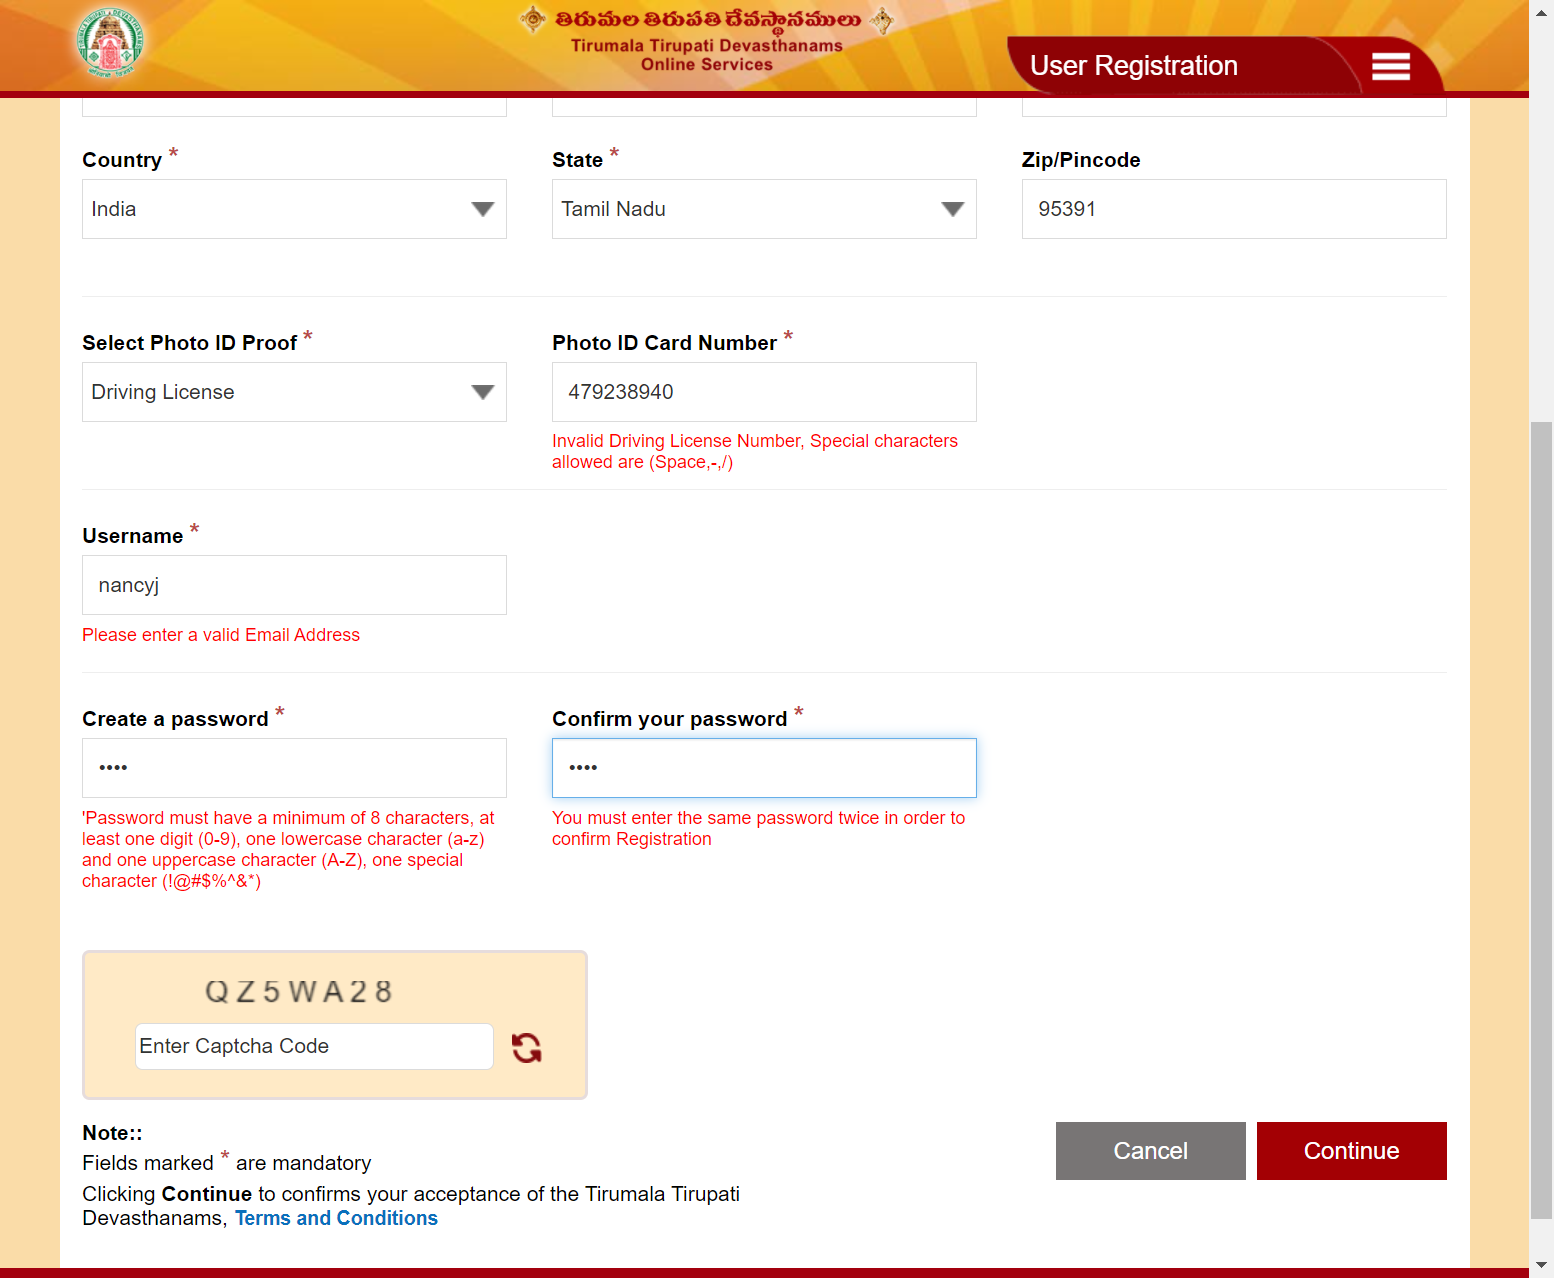 తిరుమల తిరుపతి దేవస్థానములు
Tirumala Tirupati Devasthanams
Online Services
User Registration
Country *
State *
Zip/Pincode
India
Tamil Nadu
95391
Select Photo ID Proof *
Photo ID Card Number *
Driving License
479238940
Invalid Driving License Number, Special characters
allowed are (Space,-,/)
Username *
nancyj
Please enter a valid Email Address
Create a password *
Confirm your password *
••••
••••
'Password must have a minimum of 8 characters, at
least one digit (0-9), one lowercase character (a-z)
and one uppercase character (A-Z), one special
character (!@#$%^&*)
You must enter the same password twice in order to
confirm Registration
QZ5WA28
Enter Captcha Code
Note::
Fields marked * are mandatory
Clicking Continue to confirms your acceptance of the Tirumala Tirupati
Devasthanams, Terms and Conditions
Cancel
Continue